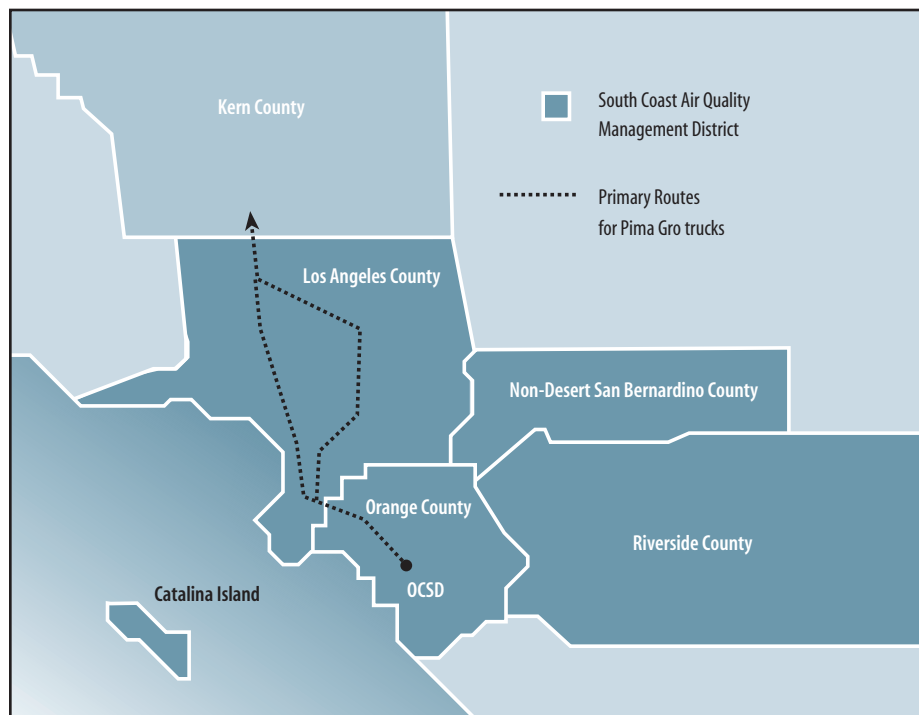 Kern County
South Coast Air Quality
Management District
Primary Routes
for Pima Gro trucks
Los Angeles County
Non-Desert San Bernardino County
Orange County
Riverside County
OCSD
Catalina Island